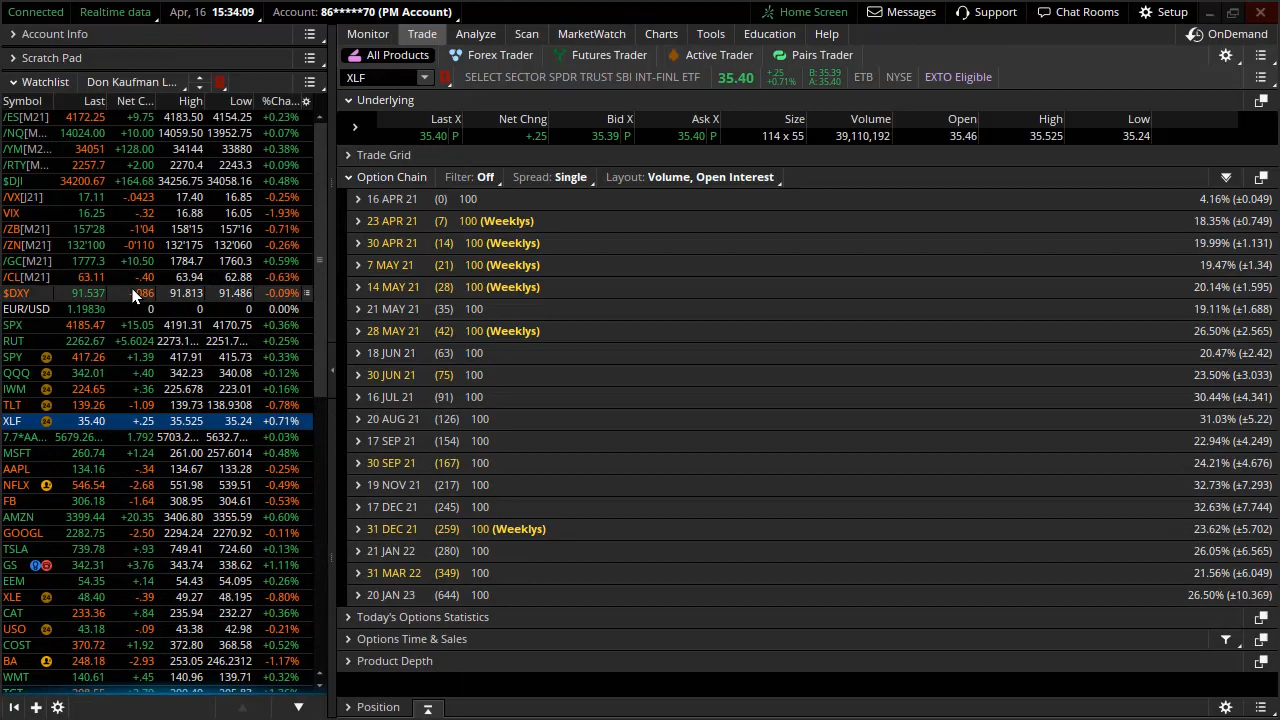 Connected Realtime data Apr, 16 15:34:09 Account: 86*****70 (PM Account) Home Screen Messages Support Chat Rooms Setup
Account Info
Scratch Pad
Watchlist Don Kaufman L...
Symbol Last Net C... High Low %Cha...
/ES[M21] 4172.25 +9.75 4183.50 4154.25 +0.23%
/NQ[M... 14024.00 +10.00 14059.50 13952.75 +0.07%
/YM[M2... 34051 +128.00 34144 33880 +0.38%
/RTY[M... 2257.7 +2.00 2270.4 2243.3 +0.09%
$DJI 34200.67 +164.68 34256.75 34058.16 +0.48%
/VX[J21] 17.11 -.0423 17.40 16.85 -0.25%
VIX 16.25 -.32 16.88 16.05 -1.93%
/ZB[M21] 157'28 -1'04 158'15 157'16 -0.71%
/ZN[M21] 132'100 -0'110 132'175 132'060 -0.26%
/GC[M21] 1777.3 +10.50 1784.7 1760.3 +0.59%
/CL[M21] 63.11 -.40 63.94 62.88 -0.63%
$DXY 91.537 086 91.813 91.486 -0.09%
EUR/USD 1.19830 0 0 0 0.00%
SPX 4185.47 +15.05 4191.31 4170.75 +0.36%
RUT 2262.67 +5.6024 2273.1... 2251.7... +0.25%
SPY 24 417.26 +1.39 417.91 415.73 +0.33%
QQQ 24 342.01 +.40 342.23 340.08 +0.12%
IWM 24 224.65 +.36 225.678 223.01 +0.16%
TLT 24 139.26 -1.09 139.73 138.9308 -0.78%
XLF 24 35.40 +.25 35.525 35.24 +0.71%
7.7*AA... 5679.26... 1.792 5703.2... 5632.7... +0.03%
MSFT 260.74 +1.24 261.00 257.6014 +0.48%
AAPL 134.16 -.34 134.67 133.28 -0.25%
NFLX 546.54 -2.68 551.98 539.51 -0.49%
FB 306.18 -1.64 308.95 304.61 -0.53%
AMZN 3399.44 +20.35 3406.80 3355.59 +0.60%
GOOGL 2282.75 -2.50 2294.24 2270.92 -0.11%
TSLA 739.78 +.93 749.41 724.60 +0.13%
GS 342.31 +3.76 343.74 338.62 +1.11%
EEM 54.35 +.14 54.43 54.095 +0.26%
XLE 24 48.40 -.39 49.27 48.195 -0.80%
CAT 233.36 +.84 235.94 232.27 +0.36%
USO 24 43.18 -.09 43.38 42.98 -0.21%
COST 370.72 +1.92 372.80 368.58 +0.52%
BA 248.18 -2.93 253.05 246.2312 -1.17%
WMT 140.61 +.45 140.96 139.71 +0.32%
Monitor Trade Analyze Scan MarketWatch Charts Tools Education Help OnDemand
All Products Forex Trader Futures Trader Active Trader Pairs Trader
XLF SELECT SECTOR SPDR TRUST SBI INT-FINL ETF 35.40 +.25 +0.71% B: 35.39 A: 35.40 ETB NYSE EXTO Eligible
Underlying
Last X Net Chng Bid X Ask X Size Volume Open High Low
35.40 P +.25 35.39 P 35.40 P 114 x 55 39,110,192 35.46 35.525 35.24
Trade Grid
Option Chain Filter: Off Spread: Single Layout: Volume, Open Interest
16 APR 21 (0) 100 4.16% (±0.049)
23 APR 21 (7) 100 (Weeklys) 18.35% (±0.749)
30 APR 21 (14) 100 (Weeklys) 19.99% (±1.131)
7 MAY 21 (21) 100 (Weeklys) 19.47% (±1.34)
14 MAY 21 (28) 100 (Weeklys) 20.14% (±1.595)
21 MAY 21 (35) 100 19.11% (±1.688)
28 MAY 21 (42) 100 (Weeklys) 26.50% (±2.565)
18 JUN 21 (63) 100 20.47% (±2.42)
30 JUN 21 (75) 100 23.50% (±3.033)
16 JUL 21 (91) 100 30.44% (±4.341)
20 AUG 21 (126) 100 31.03% (±5.22)
17 SEP 21 (154) 100 22.94% (±4.249)
30 SEP 21 (167) 100 24.21% (±4.676)
19 NOV 21 (217) 100 32.73% (±7.293)
17 DEC 21 (245) 100 32.63% (±7.744)
31 DEC 21 (259) 100 (Weeklys) 23.62% (±5.702)
21 JAN 22 (280) 100 26.05% (±6.565)
31 MAR 22 (349) 100 21.56% (±6.049)
20 JAN 23 (644) 100 26.50% (±10.369)
Today's Options Statistics
Options Time & Sales
Product Depth
Position